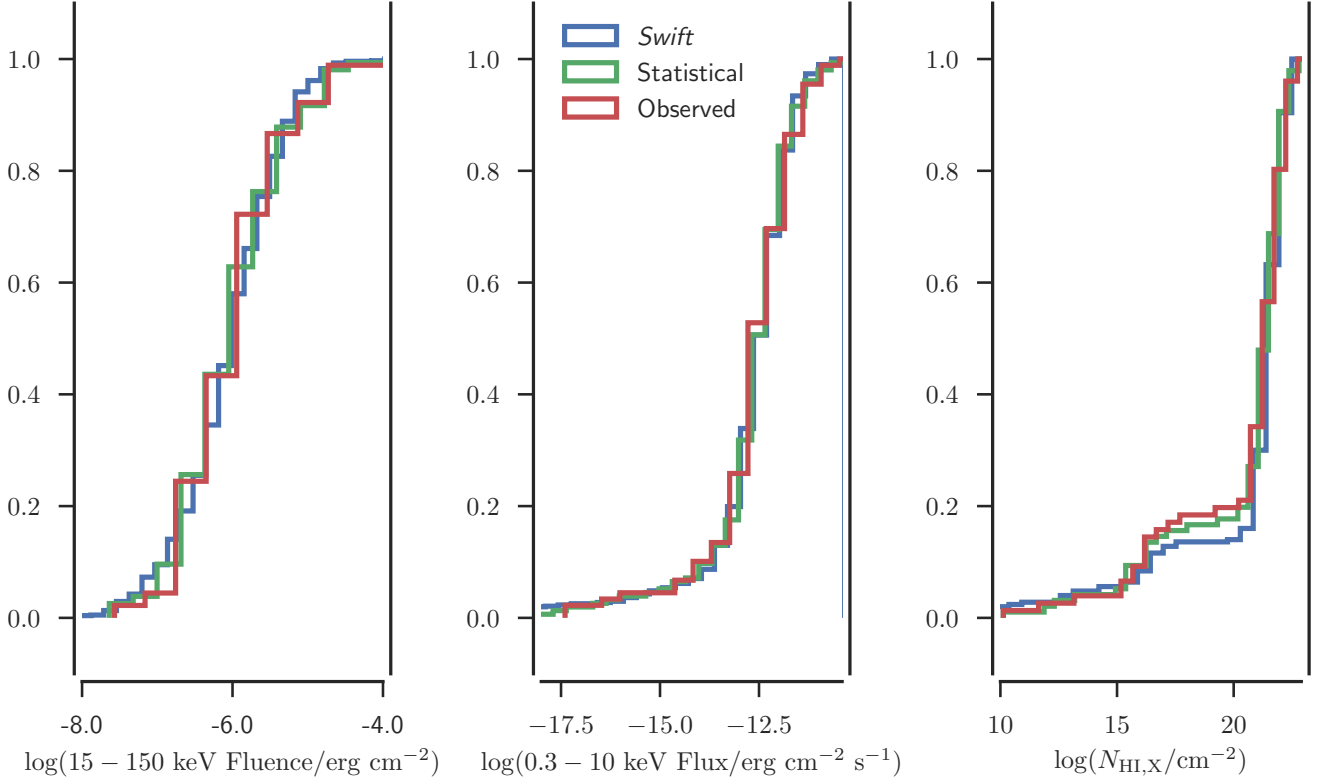 1.0
0.8
0.6
0.4
0.2
0.0
-8.0 -6.0 -4.0
log(15 − 150 keV Fluence/erg cm⁻²)
Swift
Statistical
Observed
1.0
0.8
0.6
0.4
0.2
0.0
−17.5 −15.0 −12.5
log(0.3 − 10 keV Flux/erg cm⁻² s⁻¹)
1.0
0.8
0.6
0.4
0.2
0.0
10 15 20
log(N_HI,X/cm⁻²)